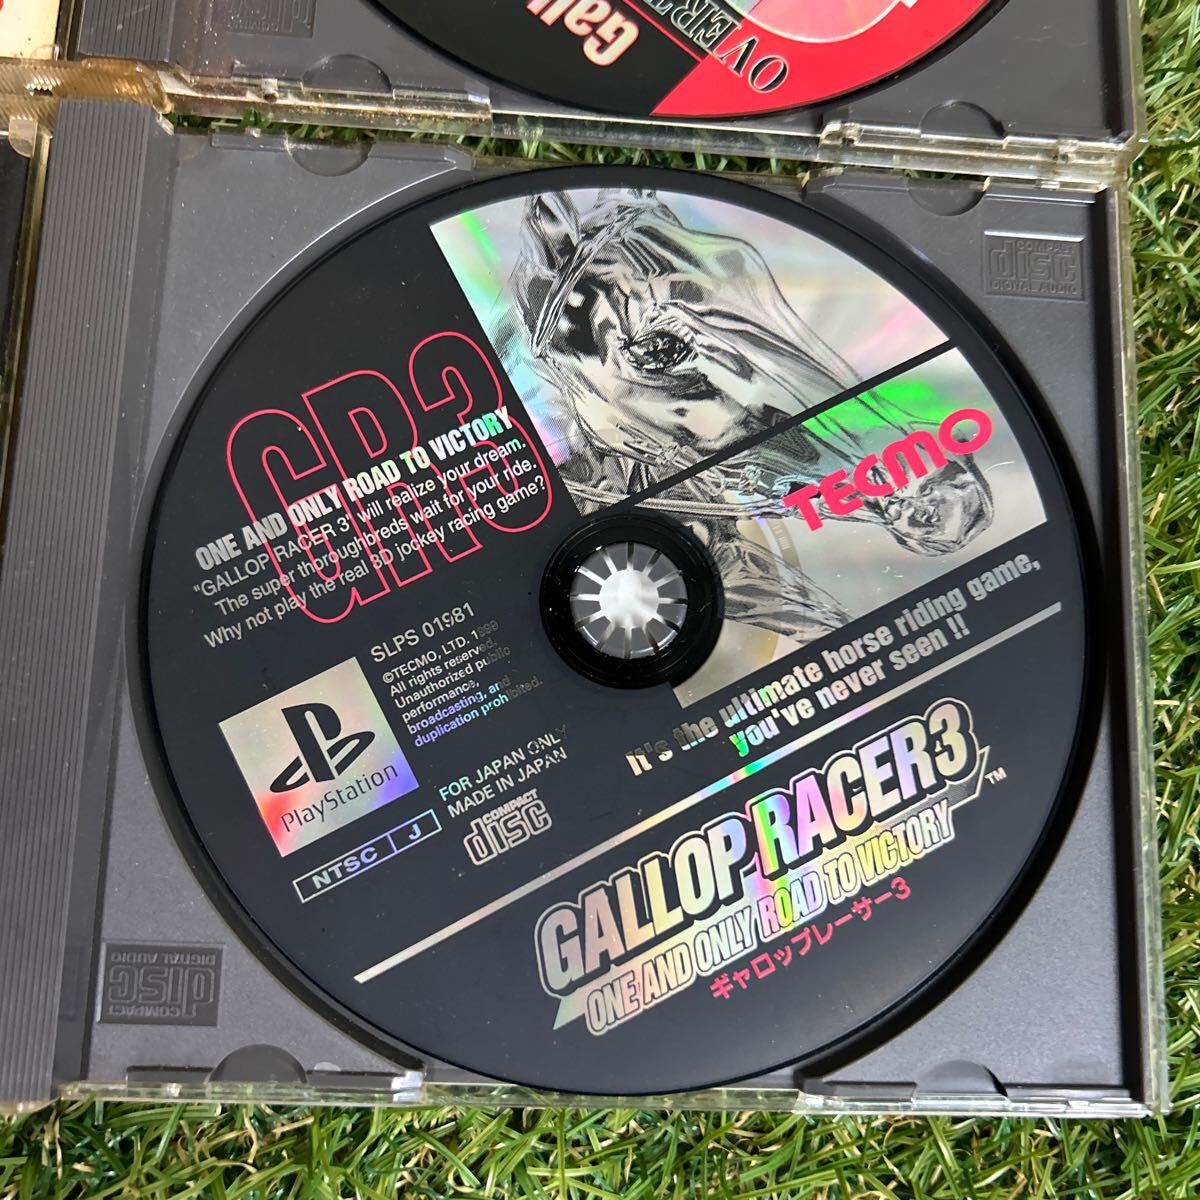 Gall
OVERT
COMPACT
disc
DIGITAL AUDIO
GR3
ONE AND ONLY ROAD TO VICTORY
"GALLOP RACER 3" will realize your dream.
The super thoroughbreds wait for your ride.
Why not play the real 3D jockey racing game?
TECMO
SLPS 01981
©TECMO, LTD. 1999
All rights reserved.
Unauthorized public
performance,
broadcasting, and
duplication prohibited.
PlayStation
NTSC J
FOR JAPAN ONLY
MADE IN JAPAN
COMPACT
disc
It's the ultimate horse riding game,
you've never seen !!
GALLOP RACER3™
ONE AND ONLY ROAD TO VICTORY
ギャロップレーサー3
COMPACT
disc
DIGITAL AUDIO